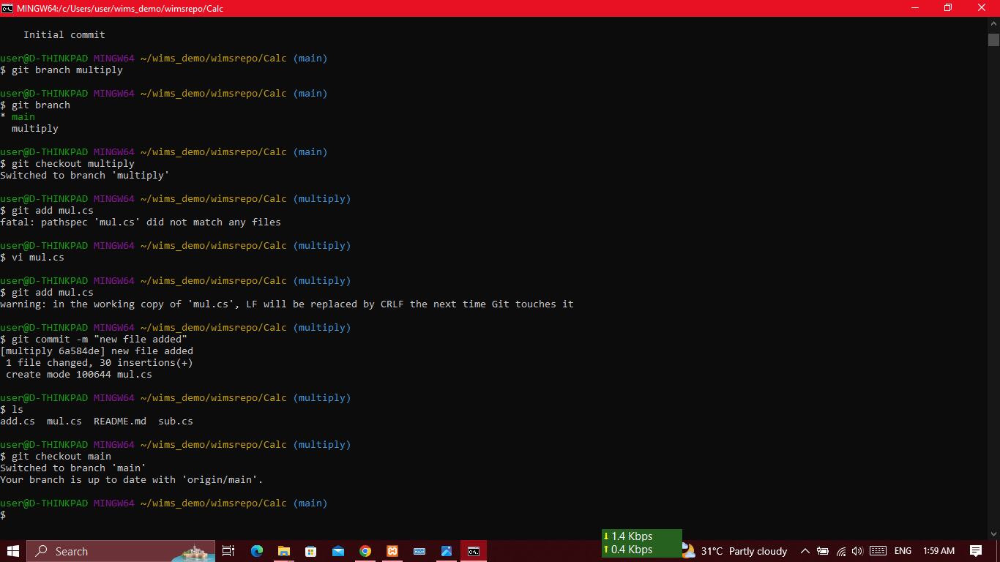 MINGW64:/c/Users/user/wims_demo/wimsrepo/Calc
    Initial commit
user@D-THINKPAD MINGW64 ~/wims_demo/wimsrepo/Calc (main)
$ git branch multiply
user@D-THINKPAD MINGW64 ~/wims_demo/wimsrepo/Calc (main)
$ git branch
* main
  multiply
user@D-THINKPAD MINGW64 ~/wims_demo/wimsrepo/Calc (main)
$ git checkout multiply
Switched to branch 'multiply'
user@D-THINKPAD MINGW64 ~/wims_demo/wimsrepo/Calc (multiply)
$ git add mul.cs
fatal: pathspec 'mul.cs' did not match any files
user@D-THINKPAD MINGW64 ~/wims_demo/wimsrepo/Calc (multiply)
$ vi mul.cs
user@D-THINKPAD MINGW64 ~/wims_demo/wimsrepo/Calc (multiply)
$ git add mul.cs
warning: in the working copy of 'mul.cs', LF will be replaced by CRLF the next time Git touches it
user@D-THINKPAD MINGW64 ~/wims_demo/wimsrepo/Calc (multiply)
$ git commit -m "new file added"
[multiply 6a584de] new file added
 1 file changed, 30 insertions(+)
 create mode 100644 mul.cs
user@D-THINKPAD MINGW64 ~/wims_demo/wimsrepo/Calc (multiply)
$ ls
add.cs  mul.cs  README.md  sub.cs
user@D-THINKPAD MINGW64 ~/wims_demo/wimsrepo/Calc (multiply)
$ git checkout main
Switched to branch 'main'
Your branch is up to date with 'origin/main'.
user@D-THINKPAD MINGW64 ~/wims_demo/wimsrepo/Calc (main)
$
↓ 1.4 Kbps
↑ 0.4 Kbps
Search
31°C Partly cloudy
ENG
1:59 AM